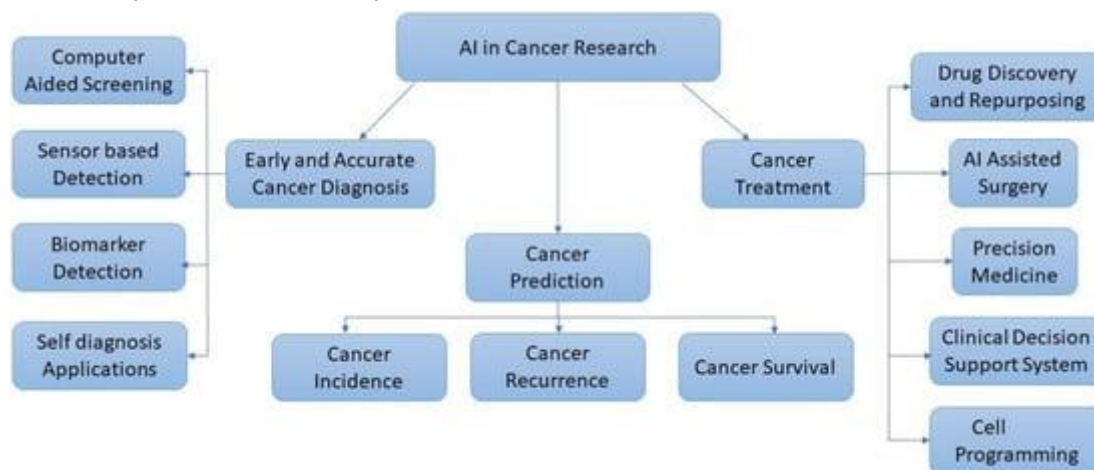 AI in Cancer Research
Computer
Aided Screening
Sensor based
Detection
Biomarker
Detection
Self diagnosis
Applications
Early and Accurate
Cancer Diagnosis
Cancer
Prediction
Cancer
Incidence
Cancer
Recurrence
Cancer Survival
Cancer
Treatment
Drug Discovery
and Repurposing
AI Assisted
Surgery
Precision
Medicine
Clinical Decision
Support System
Cell
Programming